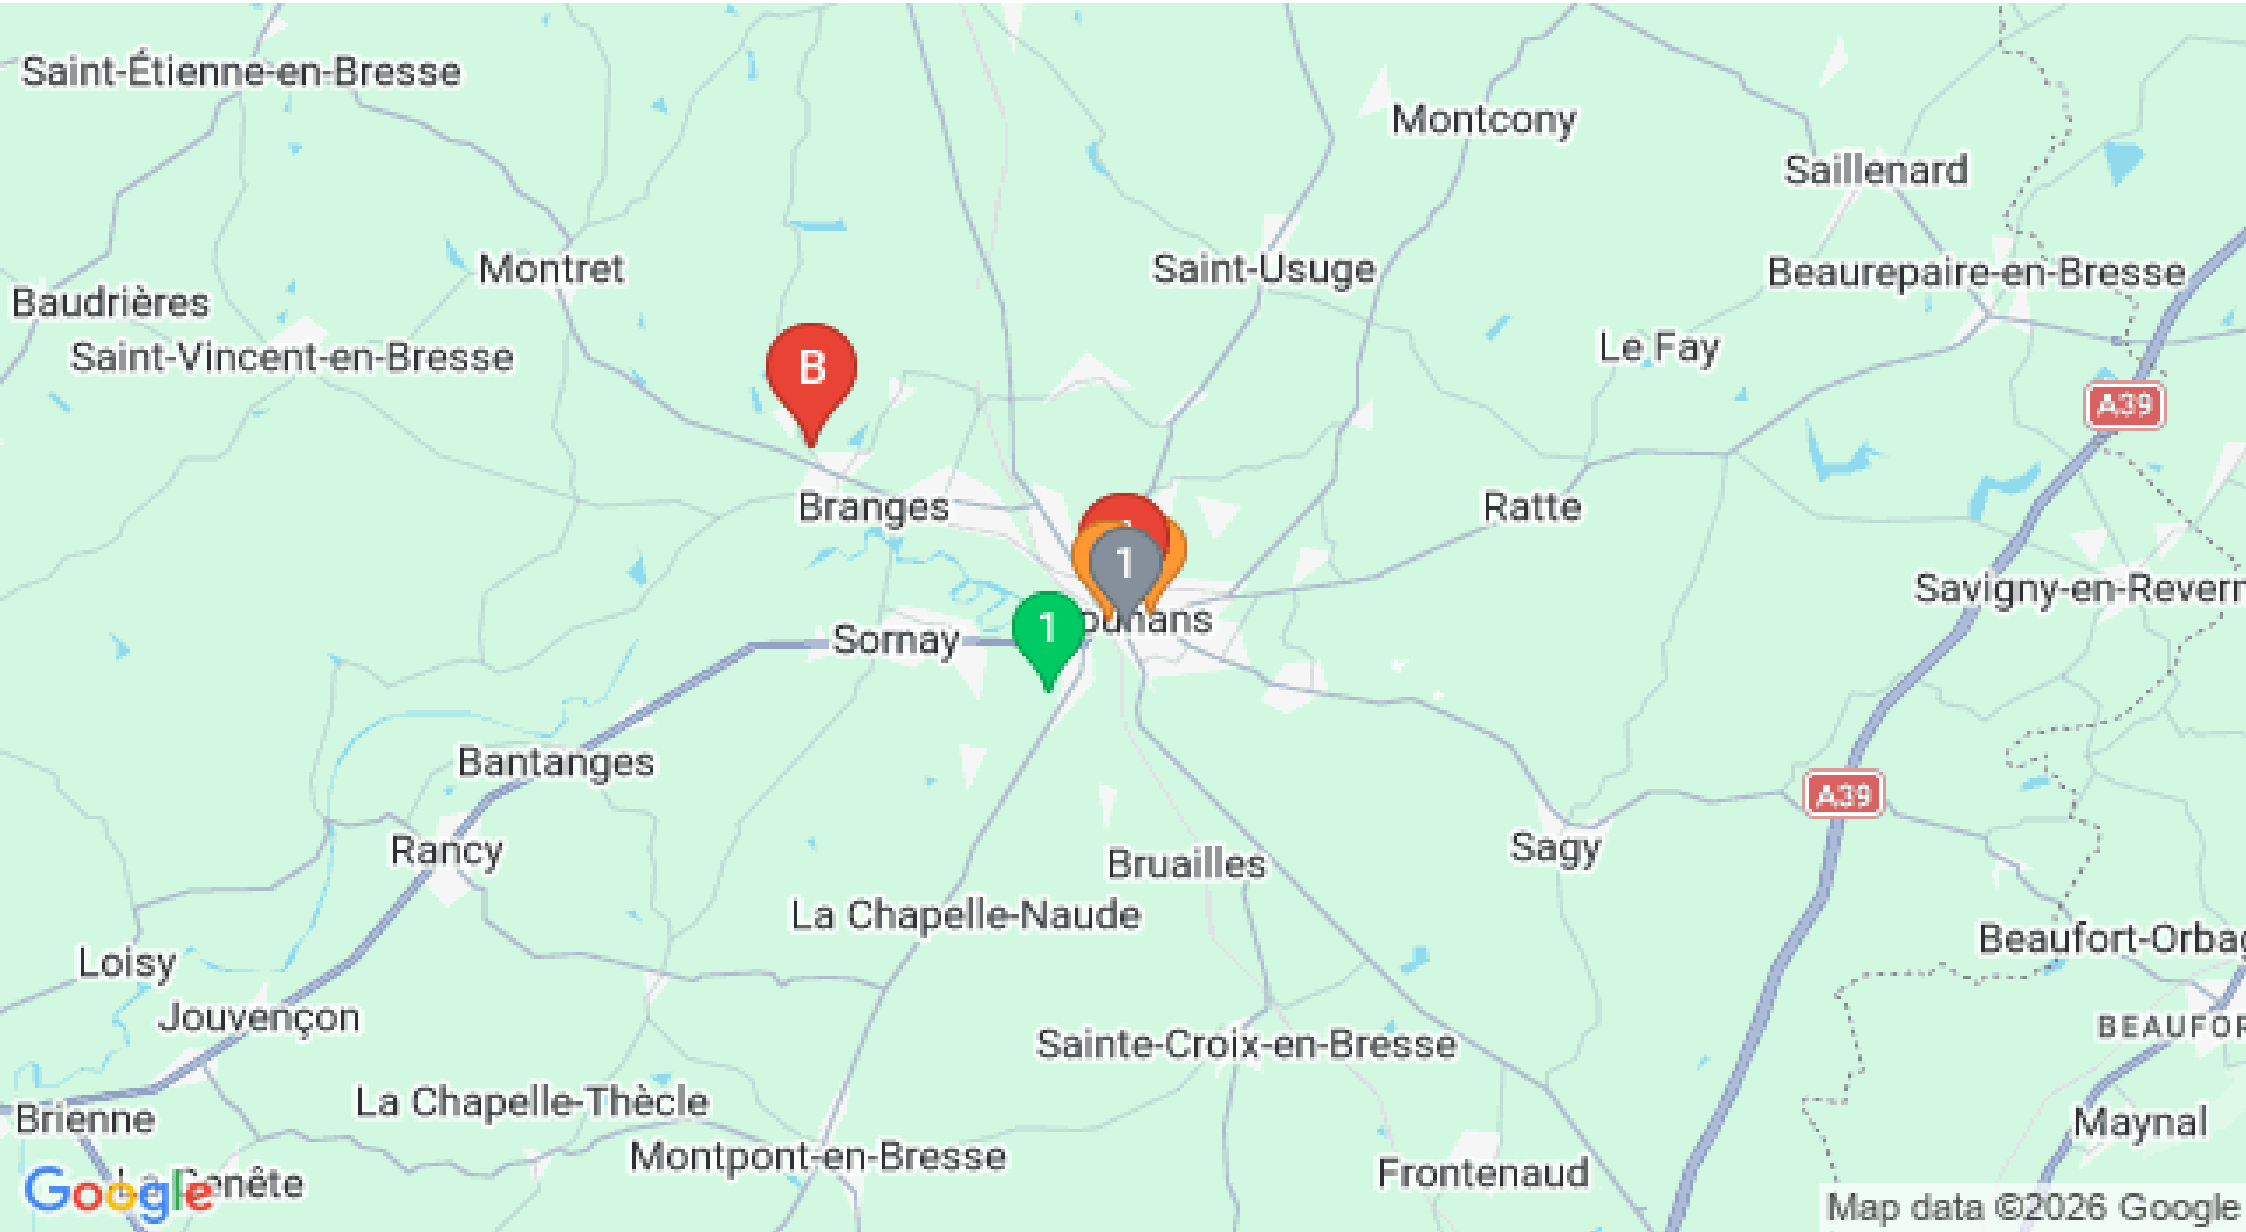 Saint-Étienne-en-Bresse
Montcony
Saillenard
Montret
Saint-Usuge
Beaurepaire-en-Bresse
Baudrières
Saint-Vincent-en-Bresse
Le Fay
B
A39
Branges
Ratte
1
Savigny-en-Revern
1
ouhans
Sornay
Bantanges
A39
Rancy
Bruailles
Sagy
La Chapelle-Naude
Loisy
Beaufort-Orbag
Jouvençon
BEAUFOR
Sainte-Croix-en-Bresse
La Chapelle-Thècle
Brienne
Maynal
Montpont-en-Bresse
Frontenaud
Google
enête
Map data ©2026 Google